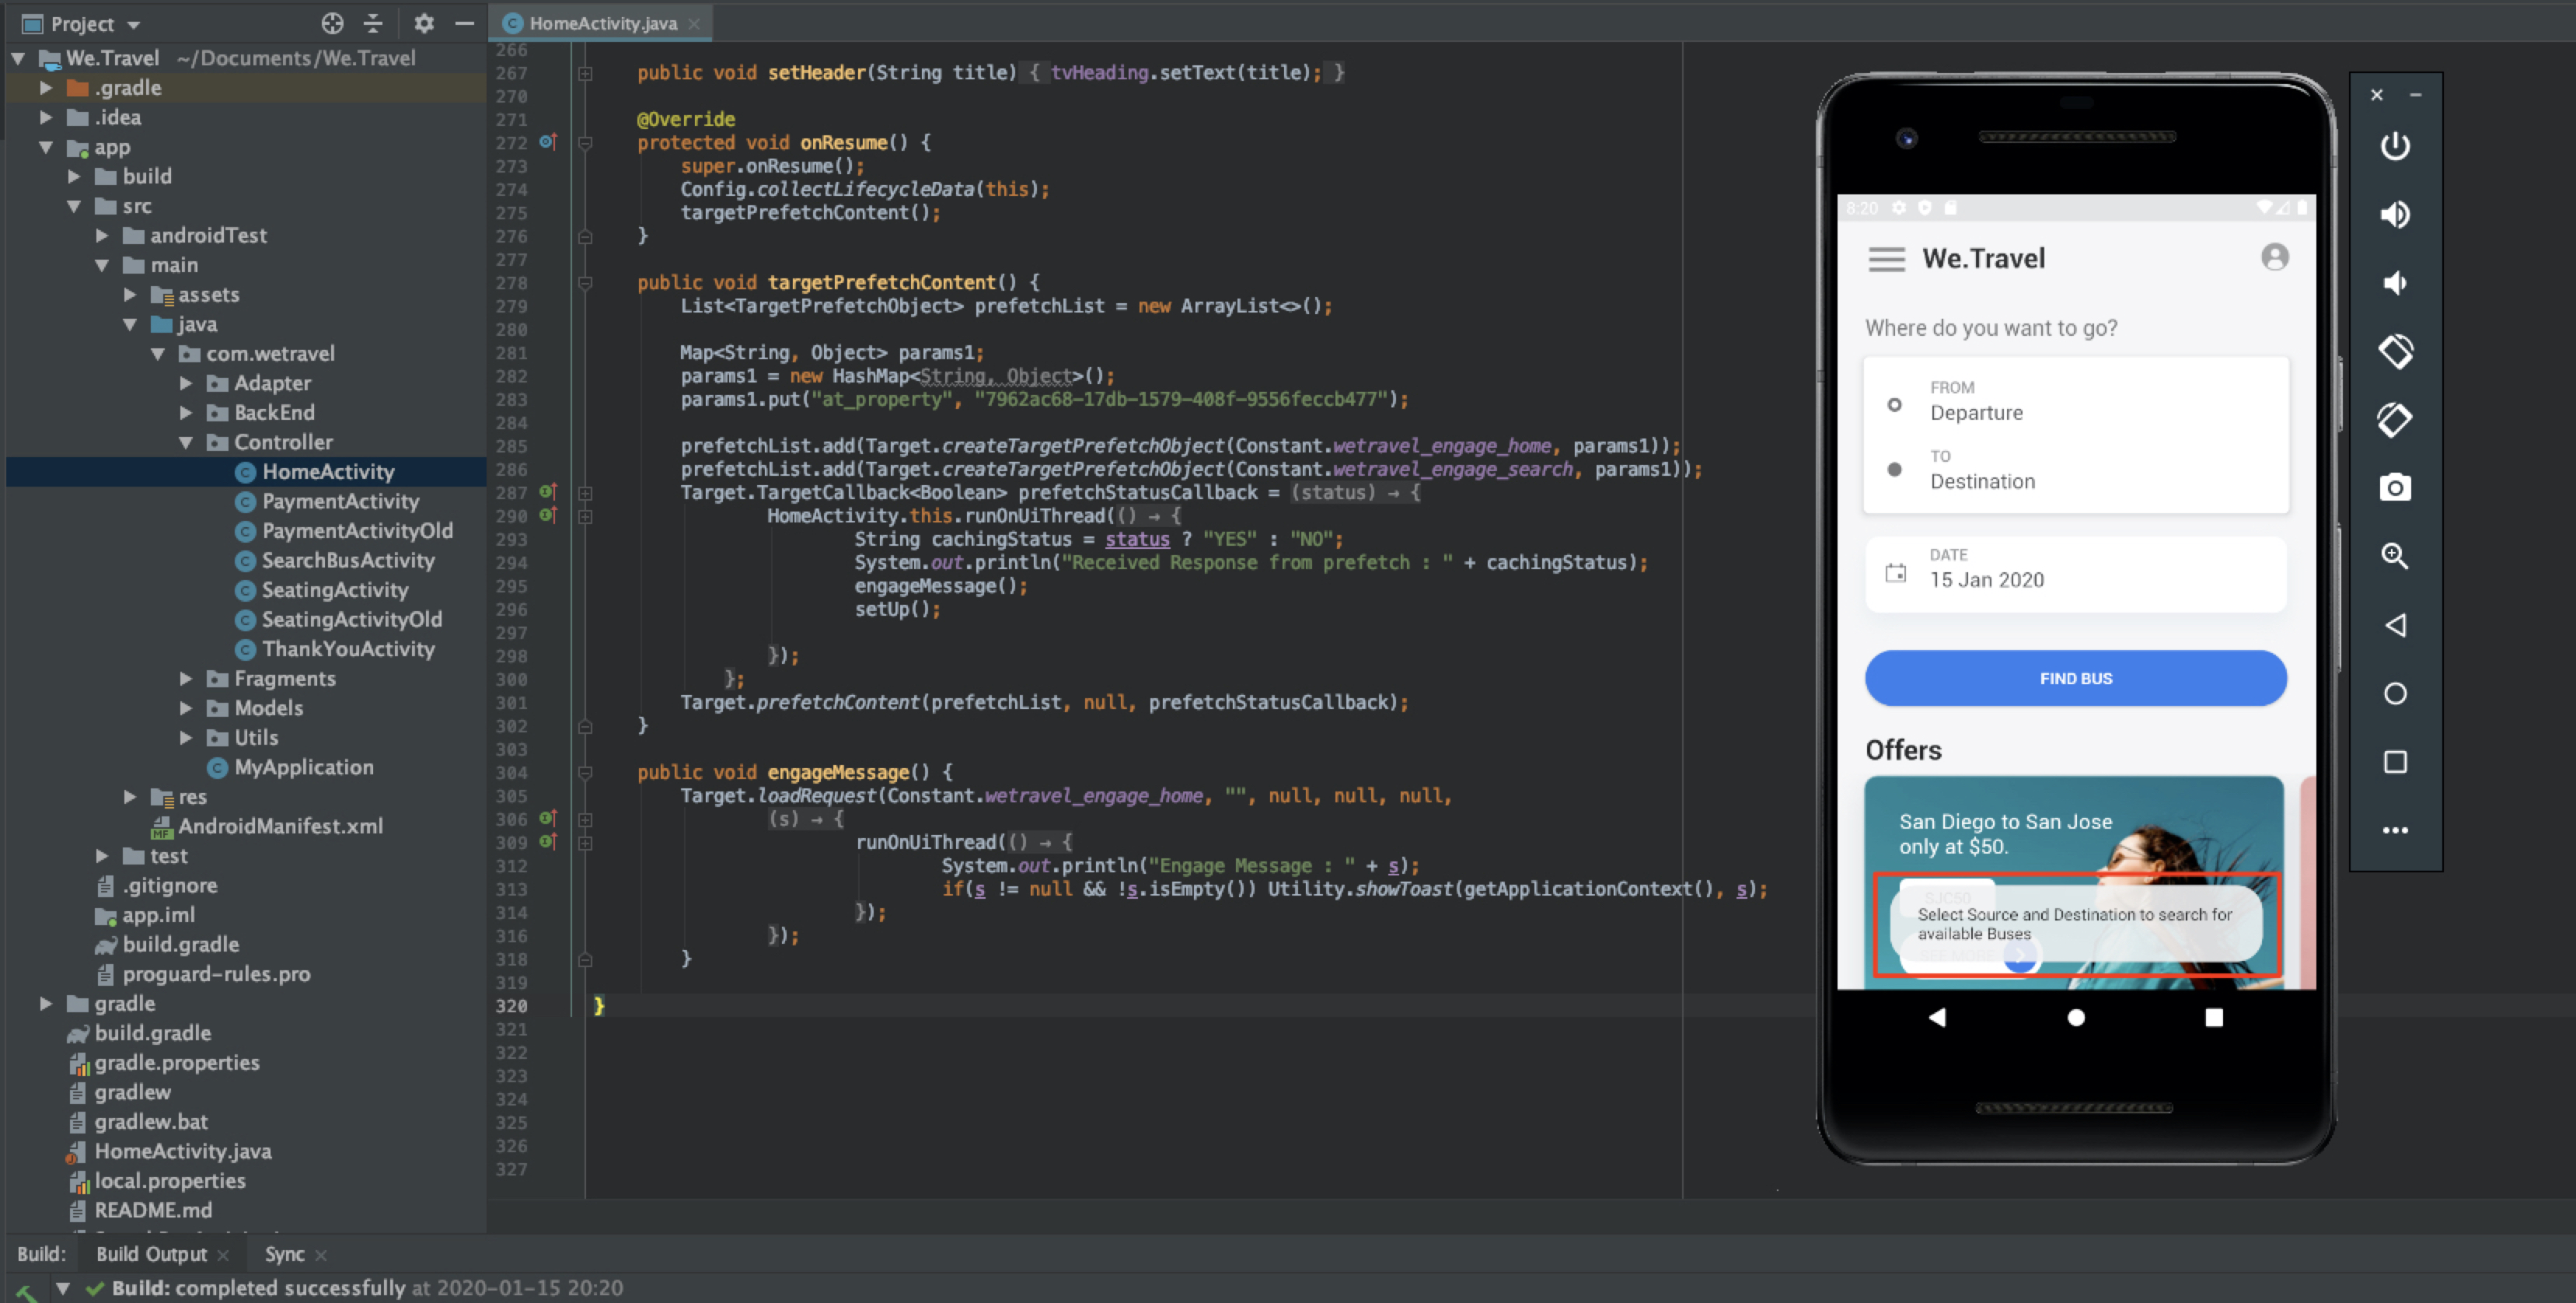 Project
We.Travel ~/Documents/We.Travel
.gradle
.idea
app
build
src
androidTest
main
assets
java
com.wetravel
Adapter
BackEnd
Controller
HomeActivity
PaymentActivity
PaymentActivityOld
SearchBusActivity
SeatingActivity
SeatingActivityOld
ThankYouActivity
Fragments
Models
Utils
MyApplication
res
AndroidManifest.xml
test
.gitignore
app.iml
build.gradle
proguard-rules.pro
gradle
build.gradle
gradle.properties
gradlew
gradlew.bat
HomeActivity.java
local.properties
README.md
HomeActivity.java
266
267 public void setHeader(String title) { tvHeading.setText(title); }
270
271 @Override
272 protected void onResume() {
273 super.onResume();
274 Config.collectLifecycleData(this);
275 targetPrefetchContent();
276 }
277
278 public void targetPrefetchContent() {
279 List<TargetPrefetchObject> prefetchList = new ArrayList<>();
280
281 Map<String, Object> params1;
282 params1 = new HashMap<String, Object>();
283 params1.put("at_property", "7962ac68-17db-1579-408f-9556feccb477");
284
285 prefetchList.add(Target.createTargetPrefetchObject(Constant.wetravel_engage_home, params1));
286 prefetchList.add(Target.createTargetPrefetchObject(Constant.wetravel_engage_search, params1));
287 Target.TargetCallback<Boolean> prefetchStatusCallback = (status) → {
290 HomeActivity.this.runOnUiThread(() → {
293 String cachingStatus = status ? "YES" : "NO";
294 System.out.println("Received Response from prefetch : " + cachingStatus);
295 engageMessage();
296 setUp();
297
298 });
300 };
301 Target.prefetchContent(prefetchList, null, prefetchStatusCallback);
302 }
303
304 public void engageMessage() {
305 Target.loadRequest(Constant.wetravel_engage_home, "", null, null, null,
306 (s) → {
309 runOnUiThread(() → {
312 System.out.println("Engage Message : " + s);
313 if(s != null && !s.isEmpty()) Utility.showToast(getApplicationContext(), s);
314 });
316 });
318 }
319
320 }
321
322
323
324
325
326
327
8:20
We.Travel
Where do you want to go?
FROM
Departure
TO
Destination
DATE
15 Jan 2020
FIND BUS
Offers
San Diego to San Jose
only at $50.
SJC50
Select Source and Destination to search for
available Buses
Build: Build Output Sync
Build: completed successfully at 2020-01-15 20:20